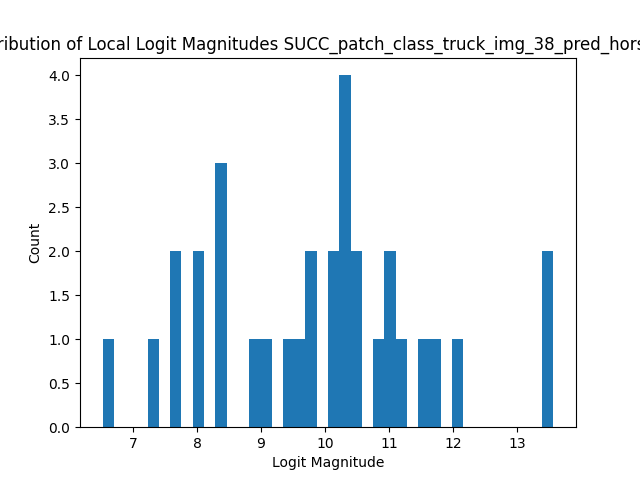 ribution of Local Logit Magnitudes SUCC_patch_class_truck_img_38_pred_hors
4.0
3.5
3.0
2.5
2.0
1.5
1.0
0.5
0.0
Count
7 8 9 10 11 12 13
Logit Magnitude